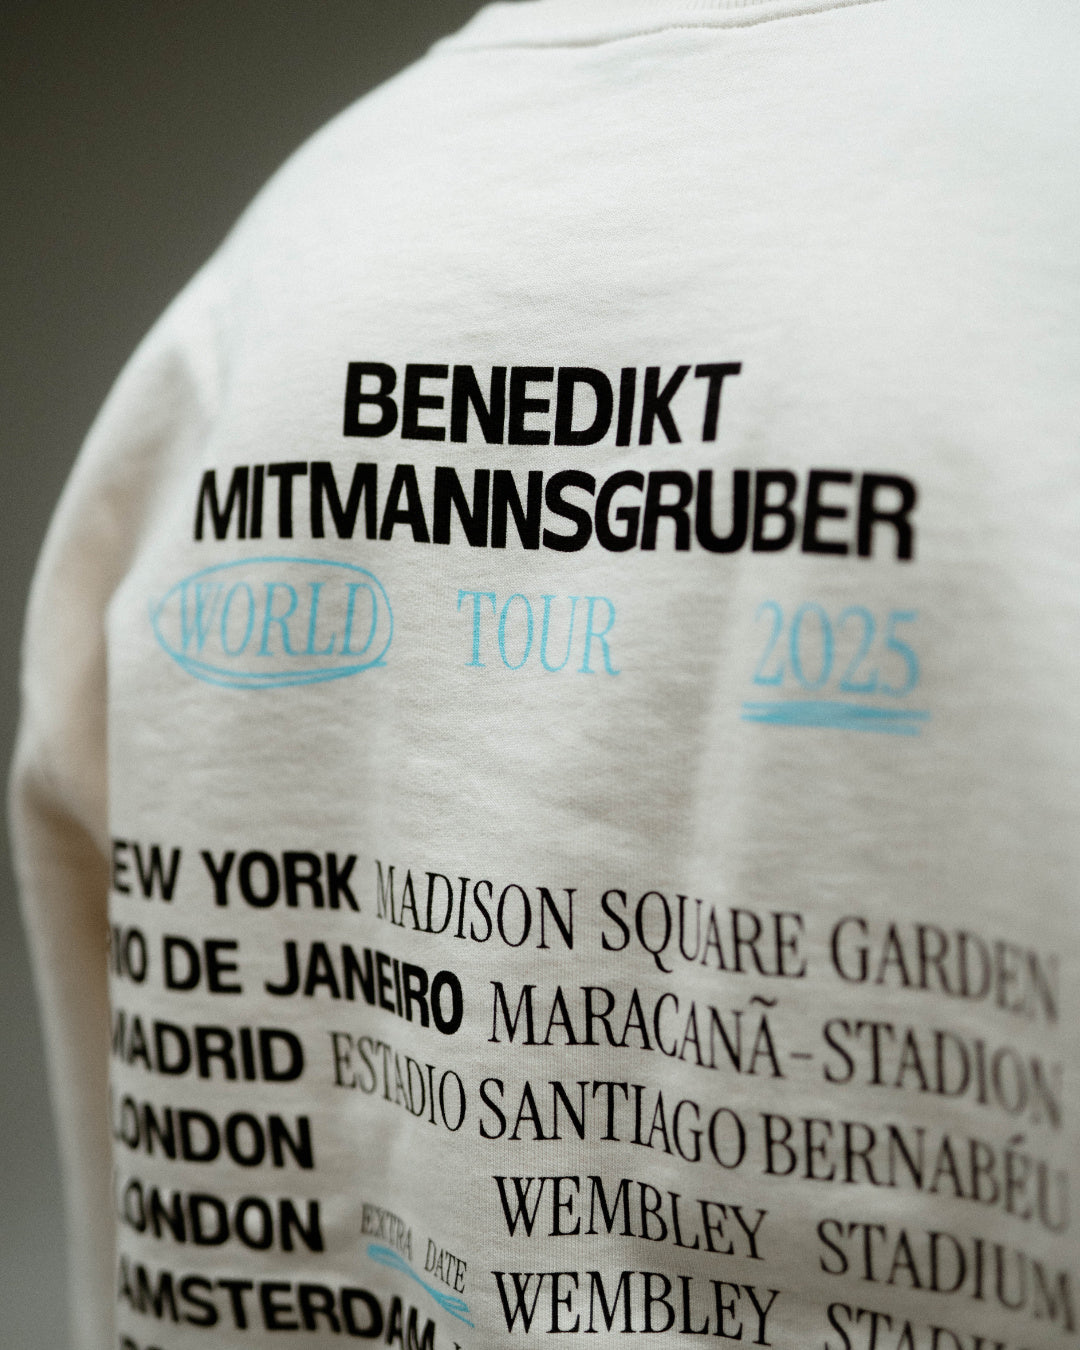 BENEDIKT
MITMANNSGRUBER
WORLD TOUR 2025
EW YORK MADISON SQUARE GARDEN
IO DE JANEIRO MARACANÃ-STADION
MADRID ESTADIO SANTIAGO BERNABÉU
LONDON WEMBLEY STADIUM
LONDON EXTRA DATE WEMBLEY
AMSTERDAM